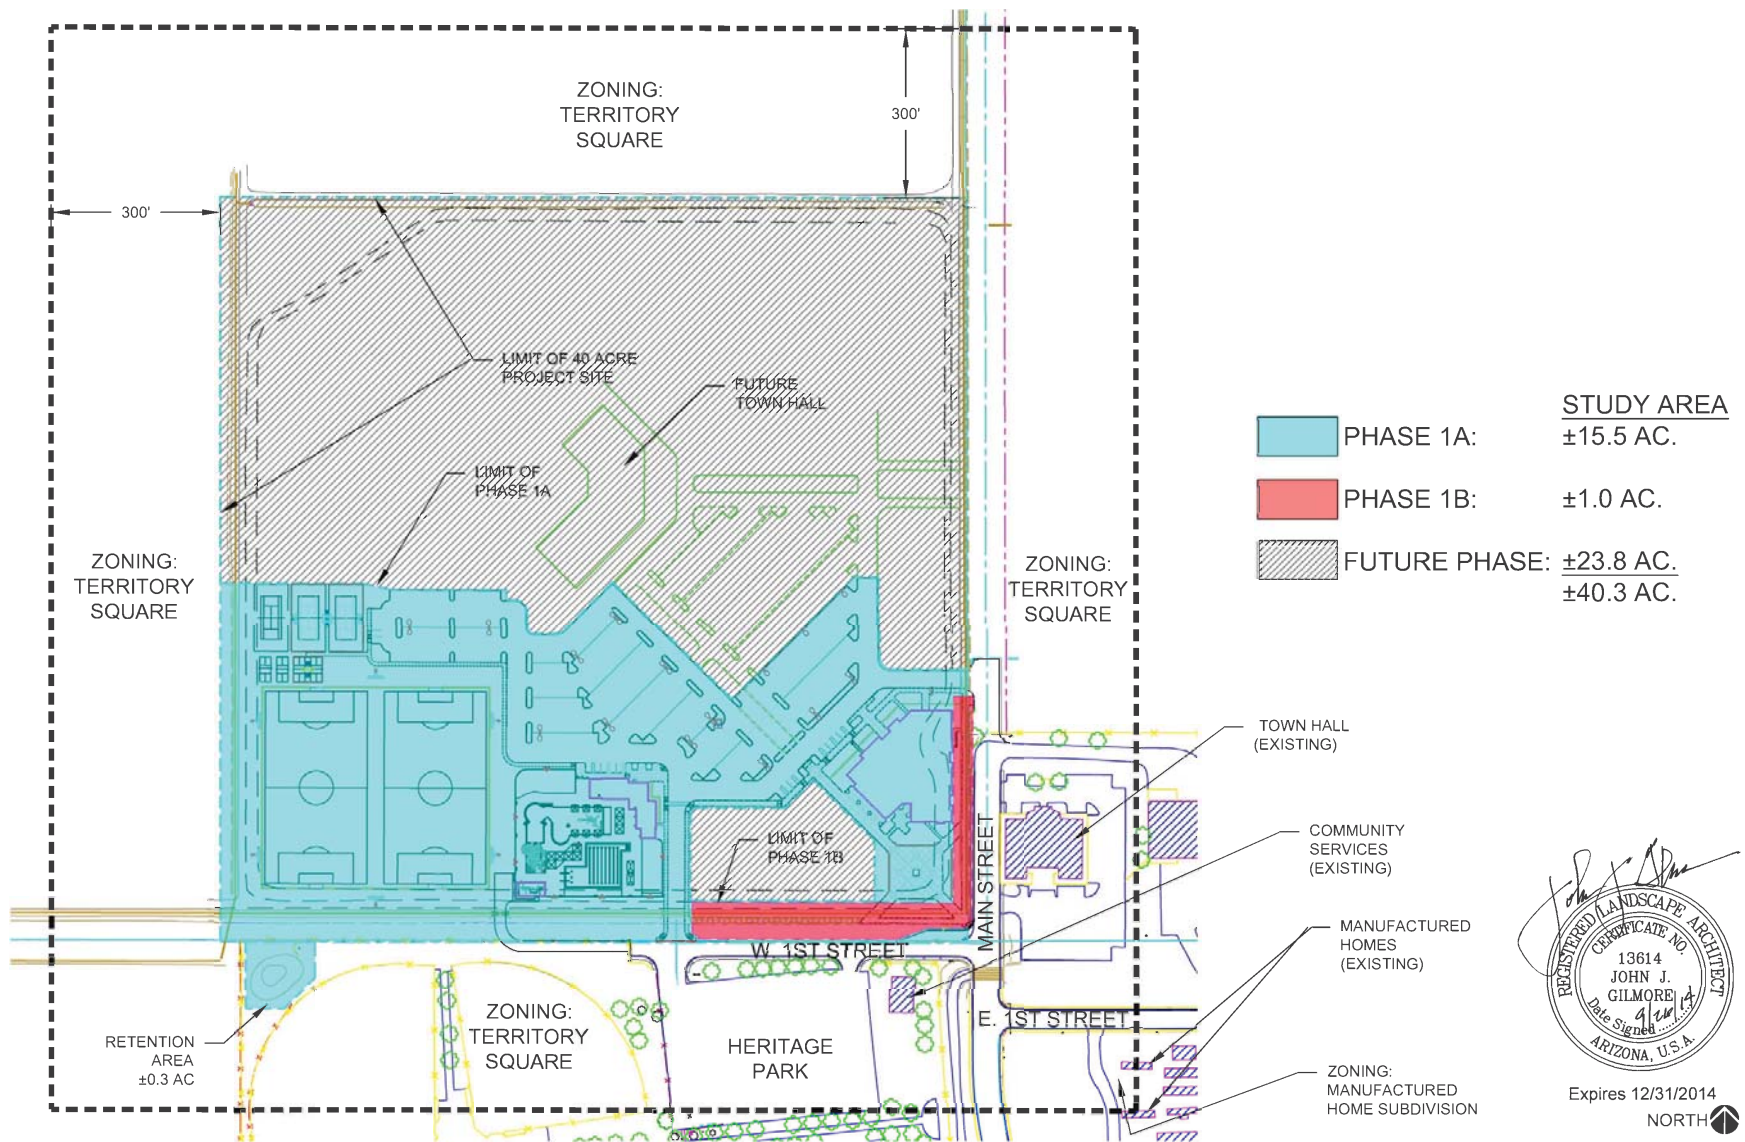 ZONING:
TERRITORY
SQUARE
300'
300'
LIMIT OF 40 ACRE
PROJECT SITE
FUTURE
TOWN HALL
LIMIT OF
PHASE 1A
ZONING:
TERRITORY
SQUARE
ZONING:
TERRITORY
SQUARE
STUDY AREA
PHASE 1A: ±15.5 AC.
PHASE 1B: ±1.0 AC.
FUTURE PHASE: ±23.8 AC.
±40.3 AC.
TOWN HALL
(EXISTING)
COMMUNITY
SERVICES
(EXISTING)
MANUFACTURED
HOMES
(EXISTING)
ZONING:
MANUFACTURED
HOME SUBDIVISION
LIMIT OF
PHASE 1B
MAIN STREET
W. 1ST STREET
E. 1ST STREET
RETENTION
AREA
±0.3 AC
ZONING:
TERRITORY
SQUARE
HERITAGE
PARK
REGISTERED LANDSCAPE ARCHITECT
CERTIFICATE NO.
13614
JOHN J.
GILMORE
Date Signed 9/26/14
ARIZONA, U.S.A.
Expires 12/31/2014
NORTH